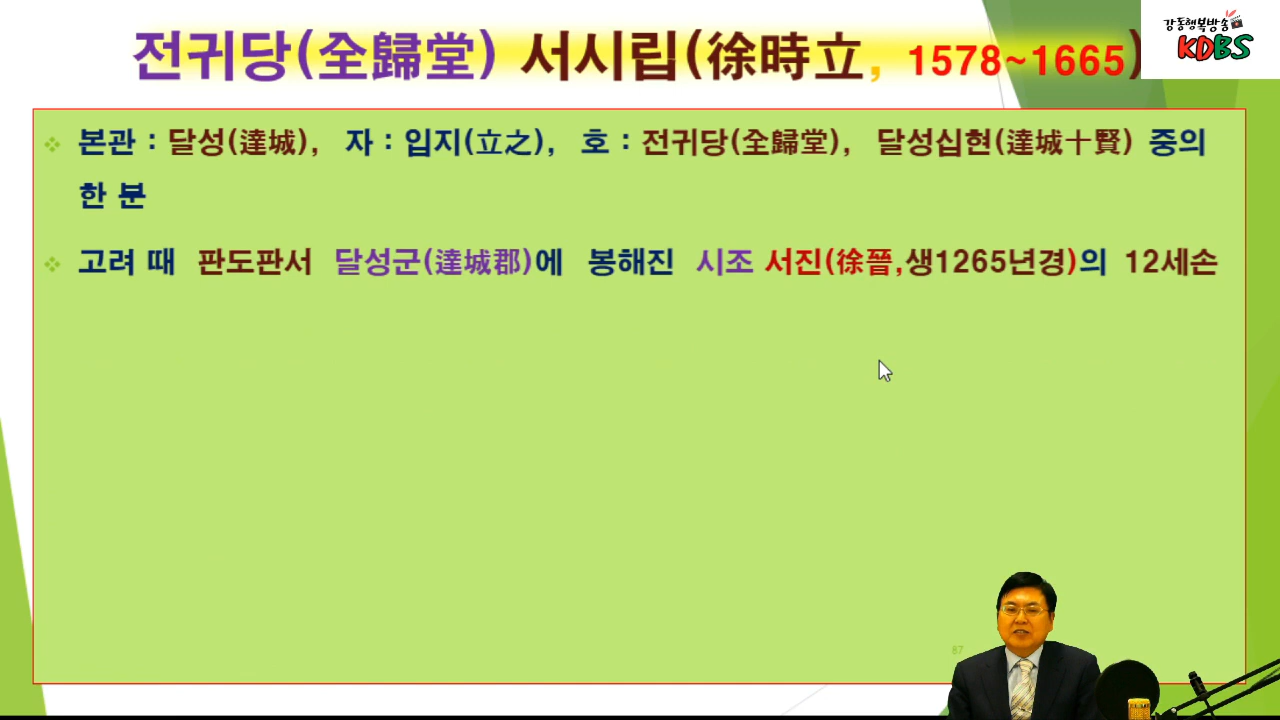 전귀당(全歸堂) 서시립(徐時立, 1578~1665)
강동행복방송
KDBS
본관 : 달성(達城), 자 : 입지(立之), 호 : 전귀당(全歸堂), 달성십현(達城十賢) 중의
한 분
고려 때 판도판서 달성군(達城郡)에 봉해진 시조 서진(徐晉,생1265년경)의 12세손
87